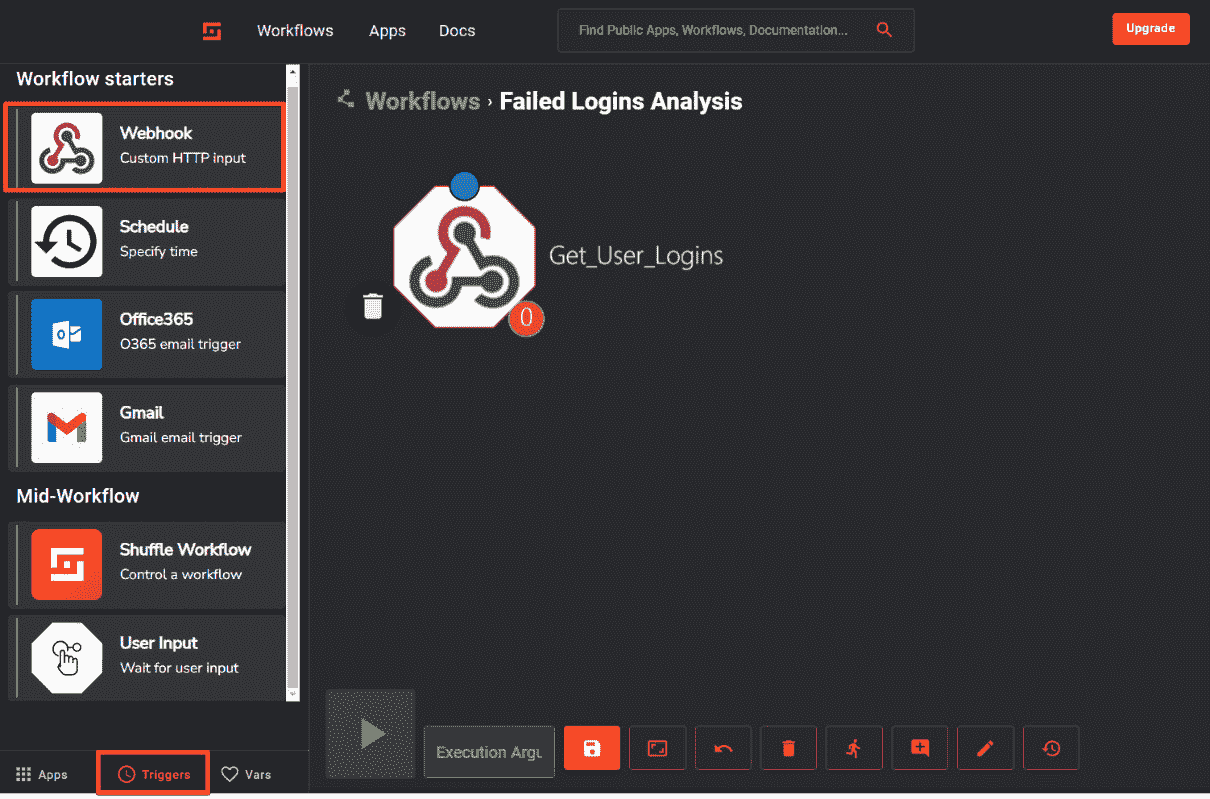 Workflows
Apps
Docs
Find Public Apps, Workflows, Documentation...
Upgrade
Workflow starters
Webhook
Custom HTTP input
Schedule
Specify time
Office365
O365 email trigger
Gmail
Gmail email trigger
Mid-Workflow
Shuffle Workflow
Control a workflow
User Input
Wait for user input
Apps
Triggers
Vars
Workflows › Failed Logins Analysis
Get_User_Logins
0
Execution Argu